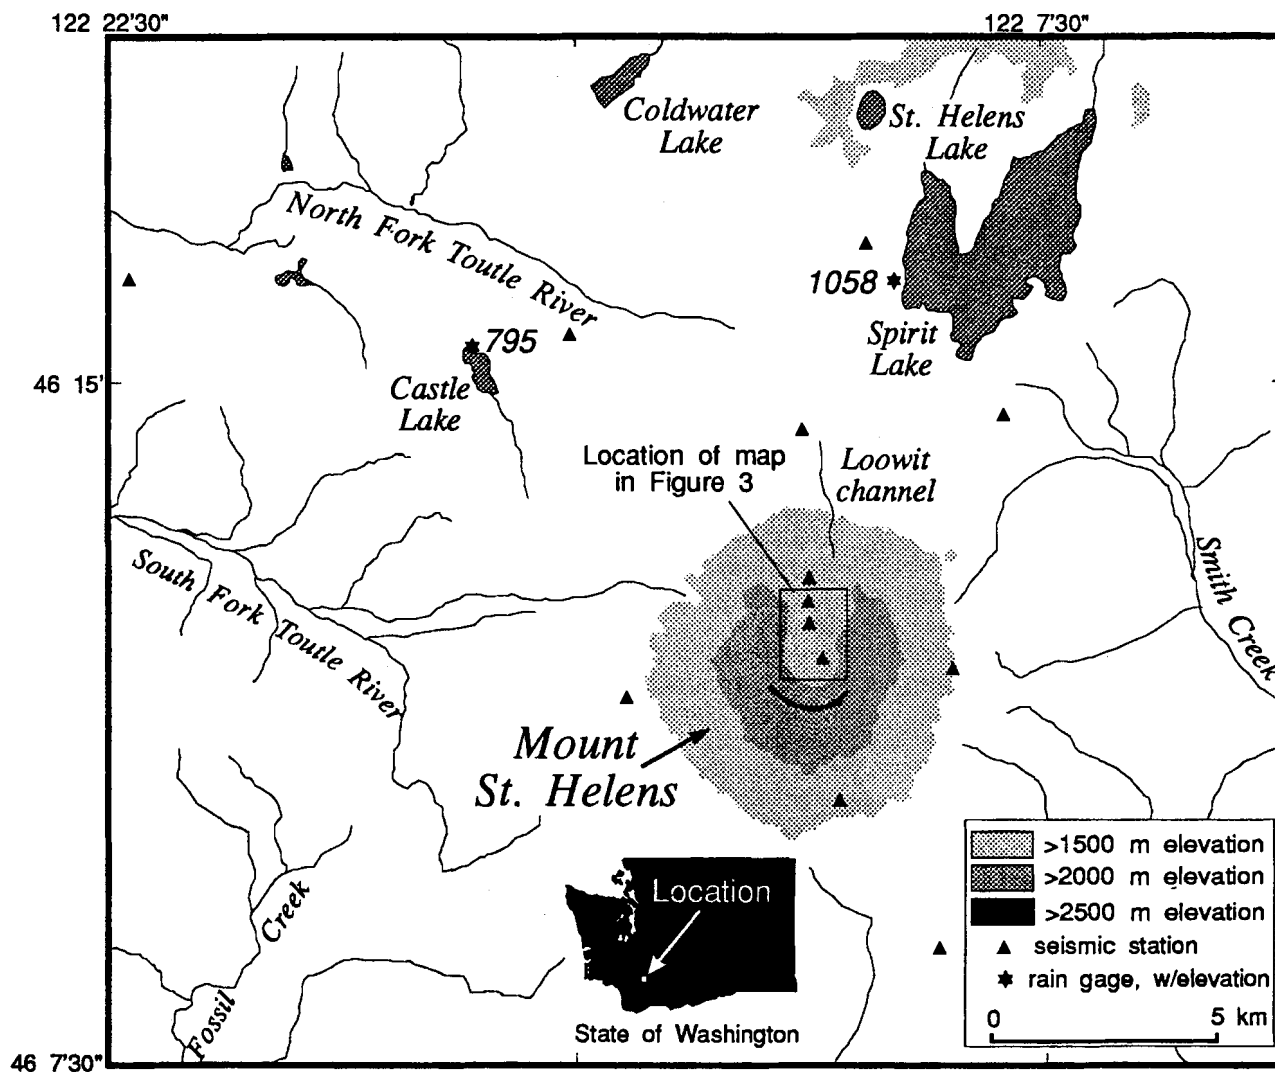 122 22'30"
122 7'30"
Coldwater
Lake
St. Helens
Lake
North Fork Toutle River
1058
795
Spirit
Lake
46 15'
Castle
Lake
Location of map
in Figure 3
Loowit
channel
South Fork Toutle River
Smith Creek
Mount
St. Helens
>1500 m elevation
>2000 m elevation
>2500 m elevation
seismic station
rain gage, w/elevation
0 5 km
Location
State of Washington
Fossil Creek
46 7'30"